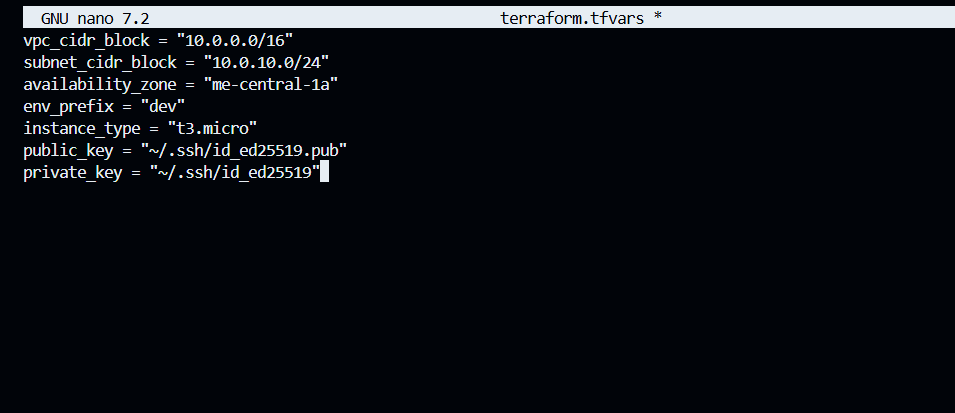 GNU nano 7.2 terraform.tfvars *
vpc_cidr_block = "10.0.0.0/16"
subnet_cidr_block = "10.0.10.0/24"
availability_zone = "me-central-1a"
env_prefix = "dev"
instance_type = "t3.micro"
public_key = "~/.ssh/id_ed25519.pub"
private_key = "~/.ssh/id_ed25519"